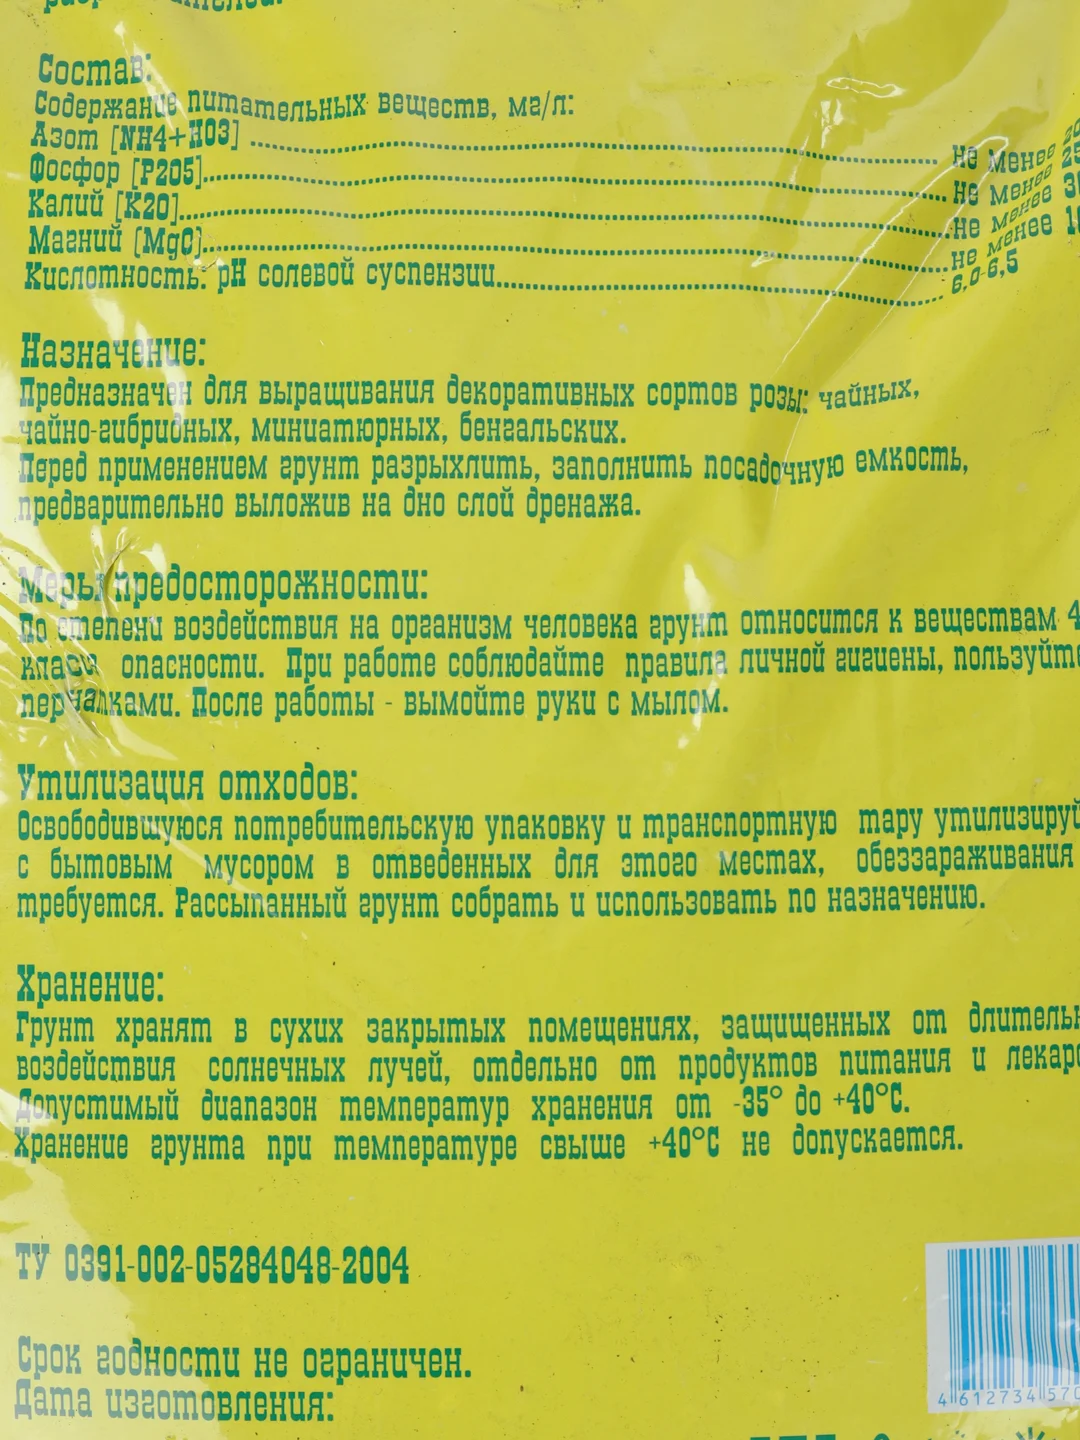 Состав:
Содержание питательных веществ, мг/л:
Азот [NH4+NO3] не менее
Фосфор [P2O5] не менее
Калий [K2O] не менее
Магний [MgO] не менее
Кислотность: pH солевой суспензии 6,0-6,5
Назначение:
Предназначен для выращивания декоративных сортов розы: чайных,
чайно-гибридных, миниатюрных, бенгальских.
Перед применением грунт разрыхлить, заполнить посадочную емкость,
предварительно выложив на дно слой дренажа.
Меры предосторожности:
По степени воздействия на организм человека грунт относится к веществам 4
класса опасности. При работе соблюдайте правила личной гигиены, пользуйте
перчатками. После работы - вымойте руки с мылом.
Утилизация отходов:
Освободившуюся потребительскую упаковку и транспортную тару утилизируй
с бытовым мусором в отведенных для этого местах, обеззараживания
требуется. Рассыпанный грунт собрать и использовать по назначению.
Хранение:
Грунт хранят в сухих закрытых помещениях, защищенных от длительн
воздействия солнечных лучей, отдельно от продуктов питания и лекарс
Допустимый диапазон температур хранения от -35° до +40°C.
Хранение грунта при температуре свыше +40°C не допускается.
ТУ 0391-002-05284048-2004
Срок годности не ограничен.
Дата изготовления:
4 612734 570